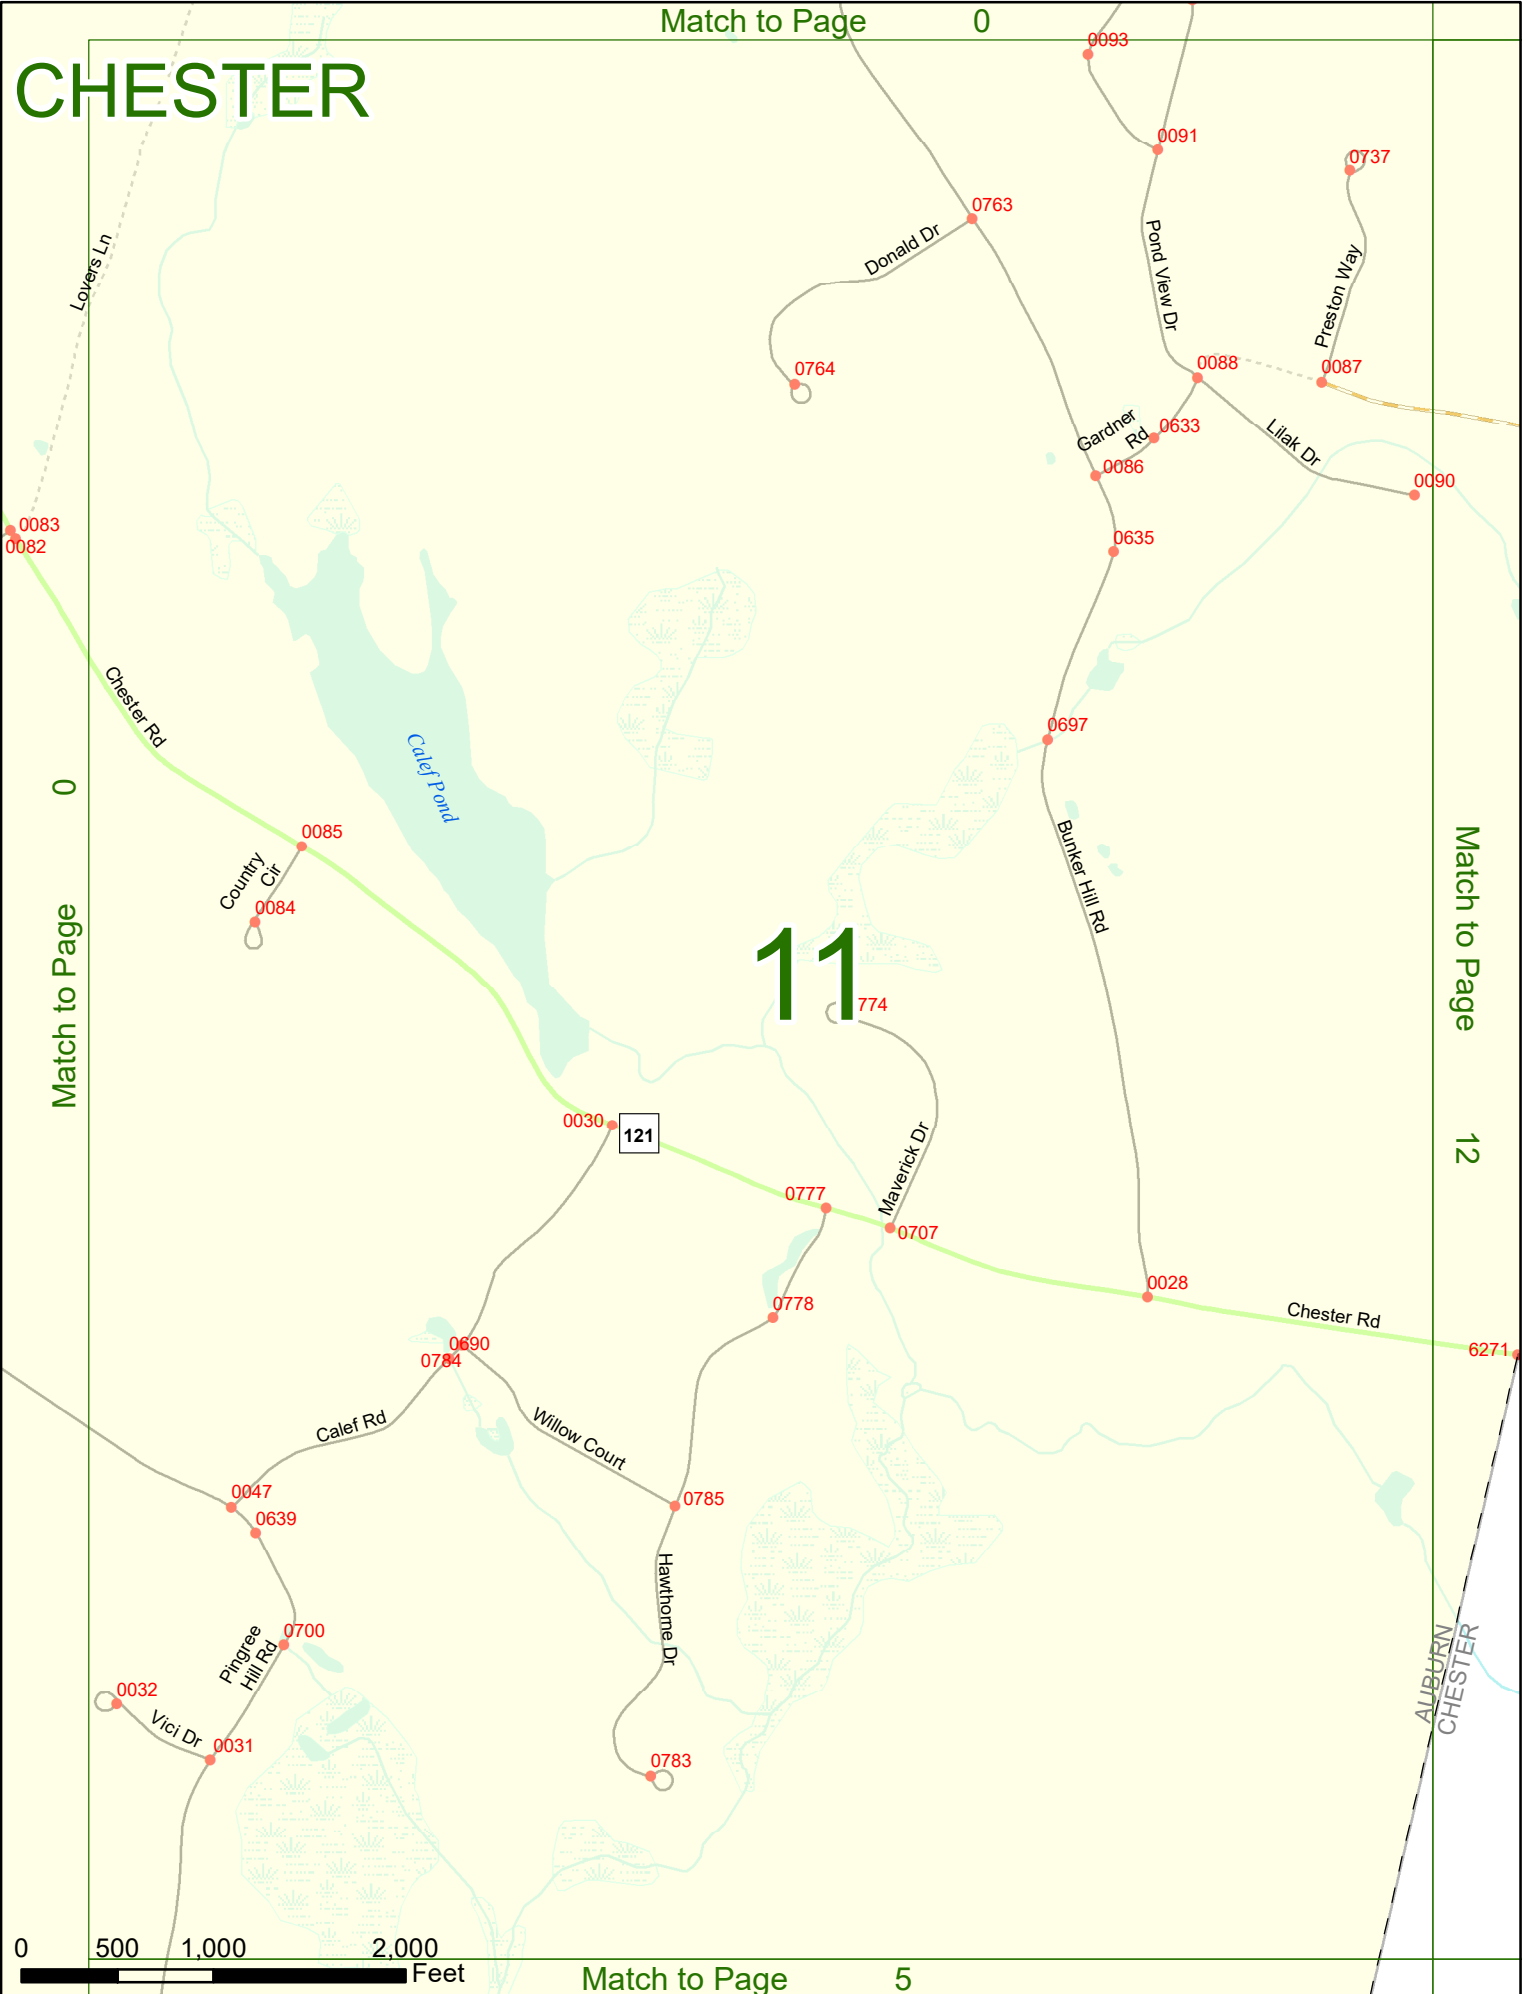 Match to Page 0
CHESTER
0093
0091
0737
0763
Donald Dr
Pond View Dr
Preston Way
Lovers Ln
0764
0088
0087
Gardner
Rd
0633
Lilak Dr
0086
0090
0083
0082
0635
Chester Rd
0697
Calef Pond
Match to Page 0
0085
Country
Cir
0084
Bunker Hill Rd
Match to Page 12
11
774
0030
121
Maverick Dr
0777
0707
0028
Chester Rd
0778
6271
0690
0784
Calef Rd
Willow Court
0047
0785
0639
Hawthorne Dr
0700
Pingree
Hill Rd
0032
Vici Dr
0031
AUBURN
CHESTER
0783
0 500 1,000 2,000
Feet
Match to Page 5